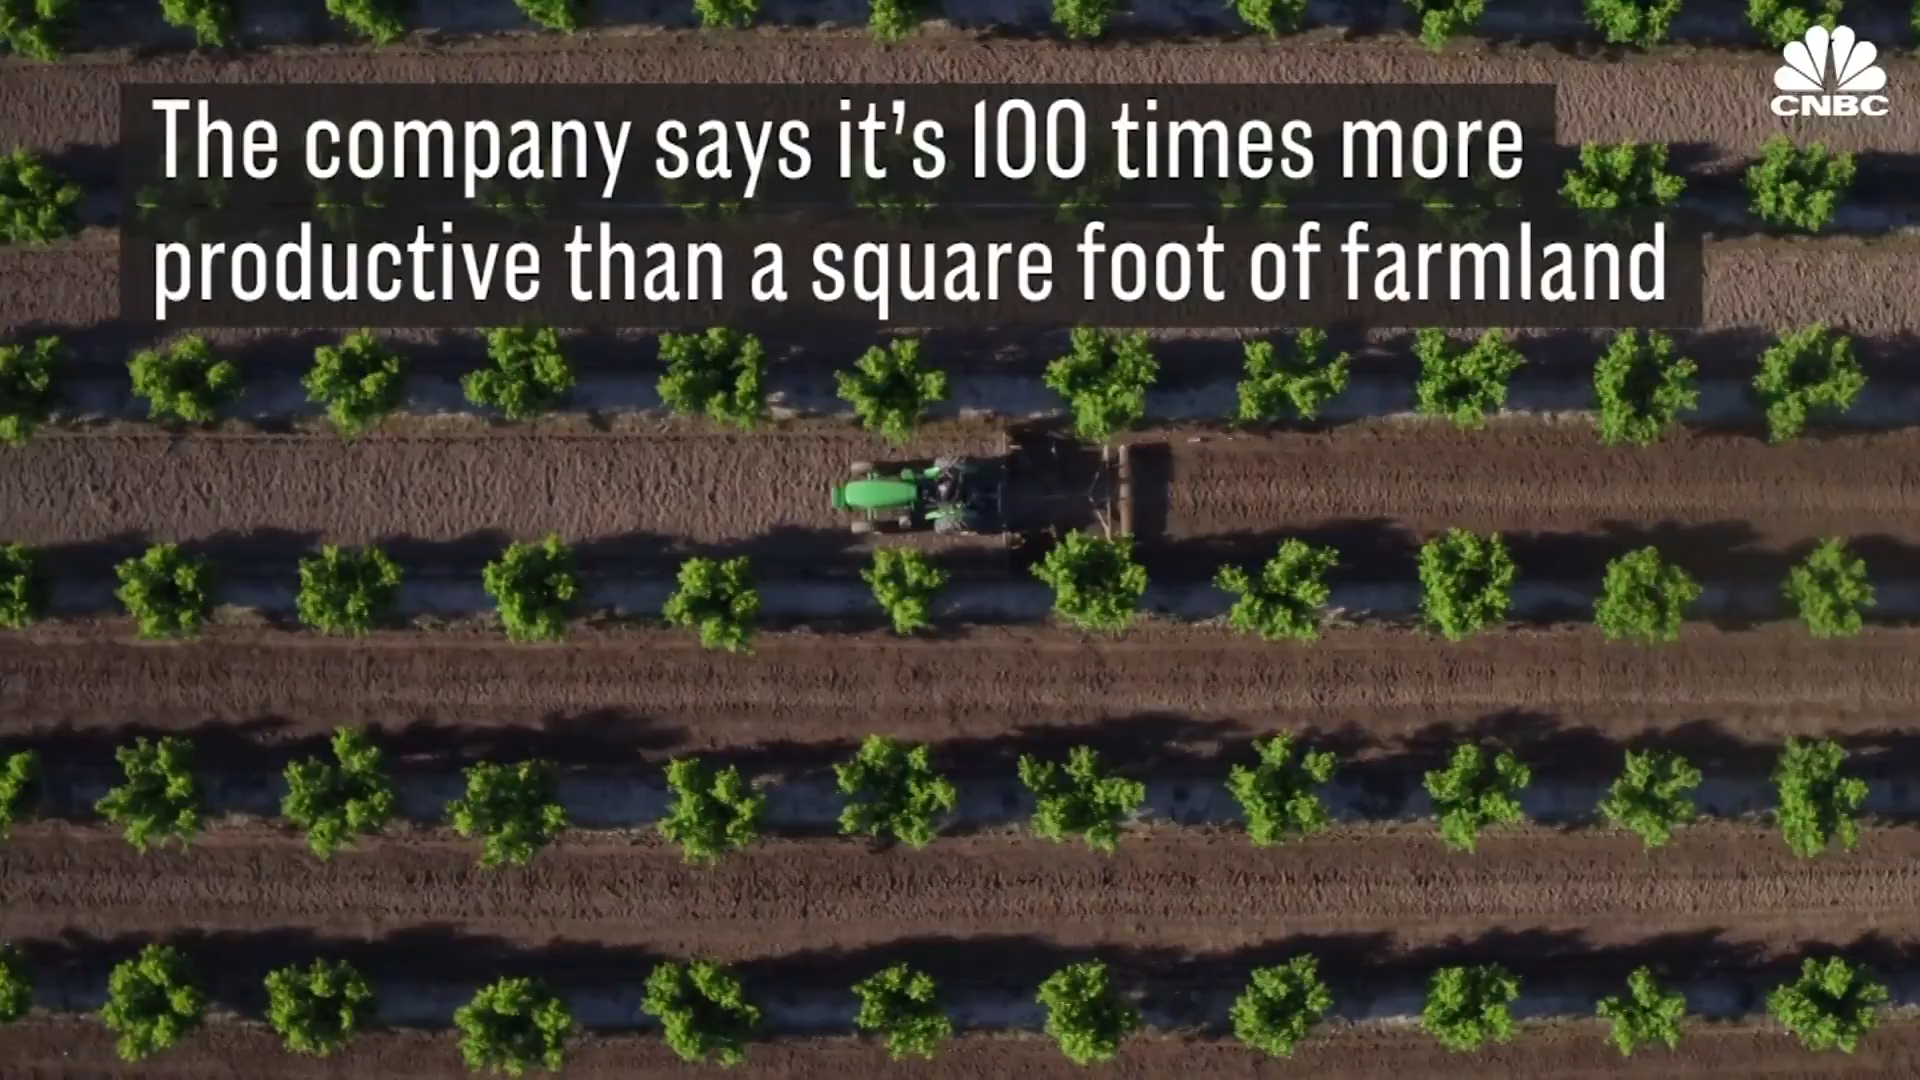 The company says it’s 100 times more
productive than a square foot of farmland
CNBC